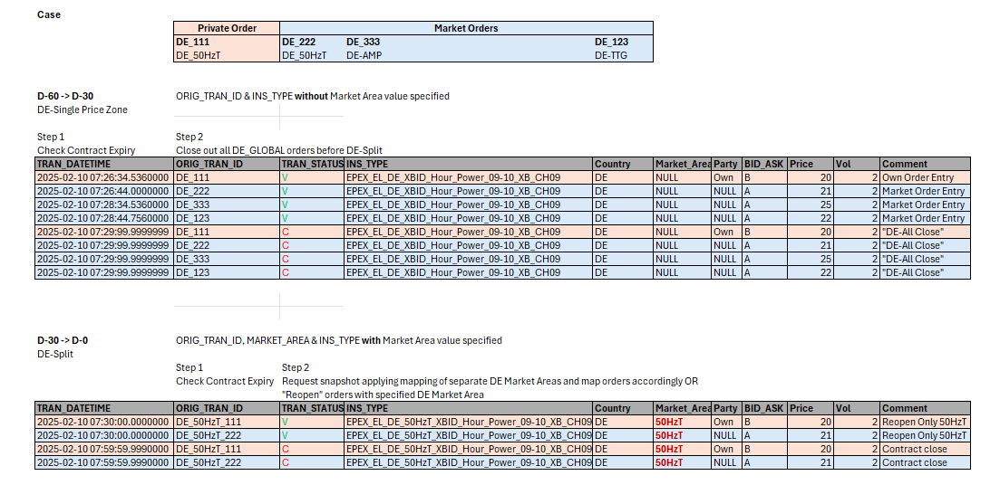 Case
Private Order Market Orders
DE_111 DE_222 DE_333 DE_123
DE_50HzT DE_50HzT DE-AMP DE-TTG
D-60 -> D-30 ORIG_TRAN_ID & INS_TYPE without Market Area value specified
DE-Single Price Zone
Step 1 Step 2
Check Contract Expiry Close out all DE_GLOBAL orders before DE-Split
TRAN_DATETIME ORIG_TRAN_ID TRAN_STATUS INS_TYPE Country Market_Area Party BID_ASK Price Vol Comment
2025-02-10 07:26:34.5360000 DE_111 V EPEX_EL_DE_XBID_Hour_Power_09-10_XB_CH09 DE NULL Own B 20 2 Own Order Entry
2025-02-10 07:26:44.0000000 DE_222 V EPEX_EL_DE_XBID_Hour_Power_09-10_XB_CH09 DE NULL NULL A 21 2 Market Order Entry
2025-02-10 07:28:34.5360000 DE_333 V EPEX_EL_DE_XBID_Hour_Power_09-10_XB_CH09 DE NULL NULL A 25 2 Market Order Entry
2025-02-10 07:28:44.7560000 DE_123 V EPEX_EL_DE_XBID_Hour_Power_09-10_XB_CH09 DE NULL NULL A 22 2 Market Order Entry
2025-02-10 07:29:99.9999999 DE_111 C EPEX_EL_DE_XBID_Hour_Power_09-10_XB_CH09 DE NULL Own B 20 2 "DE-All Close"
2025-02-10 07:29:99.9999999 DE_222 C EPEX_EL_DE_XBID_Hour_Power_09-10_XB_CH09 DE NULL NULL A 21 2 "DE-All Close"
2025-02-10 07:29:99.9999999 DE_333 C EPEX_EL_DE_XBID_Hour_Power_09-10_XB_CH09 DE NULL NULL A 25 2 "DE-All Close"
2025-02-10 07:29:99.9999999 DE_123 C EPEX_EL_DE_XBID_Hour_Power_09-10_XB_CH09 DE NULL NULL A 22 2 "DE-All Close"
D-30 -> D-0 ORIG_TRAN_ID, MARKET_AREA & INS_TYPE with Market Area value specified
DE-Split
Step 1 Step 2
Check Contract Expiry Request snapshot applying mapping of separate DE Market Areas and map orders accordingly OR
"Reopen" orders with specified DE Market Area
TRAN_DATETIME ORIG_TRAN_ID TRAN_STATUS INS_TYPE Country Market_Area Party BID_ASK Price Vol Comment
2025-02-10 07:30:00.0000000 DE_50HzT_111 V EPEX_EL_DE_50HzT_XBID_Hour_Power_09-10_XB_CH09 DE 50HzT Own B 20 2 Reopen Only 50HzT
2025-02-10 07:30:00.0000000 DE_50HzT_222 V EPEX_EL_DE_50HzT_XBID_Hour_Power_09-10_XB_CH09 DE 50HzT NULL A 21 2 Reopen Only 50HzT
2025-02-10 07:59:59.9990000 DE_50HzT_111 C EPEX_EL_DE_50HzT_XBID_Hour_Power_09-10_XB_CH09 DE 50HzT Own B 20 2 Contract close
2025-02-10 07:59:59.9990000 DE_50HzT_222 C EPEX_EL_DE_50HzT_XBID_Hour_Power_09-10_XB_CH09 DE 50HzT NULL A 21 2 Contract close